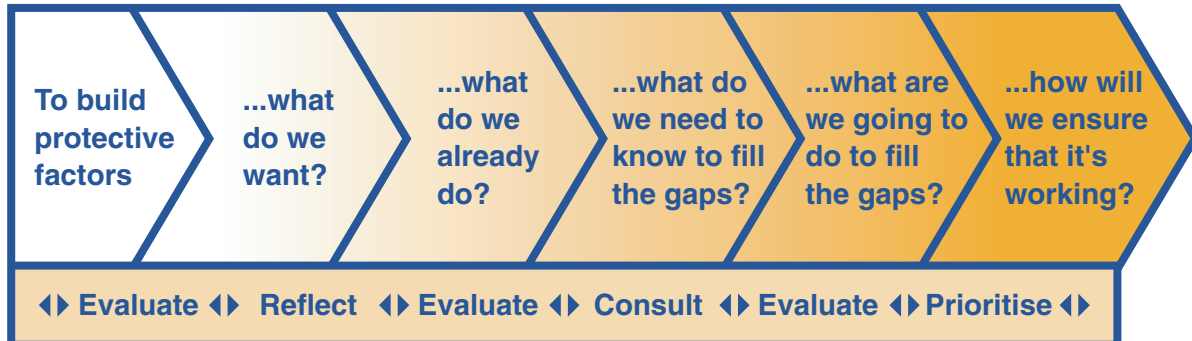 To build
protective
factors
...what
do we
want?
...what
do we
already
do?
...what do
we need to
know to fill
the gaps?
...what are
we going to
do to fill
the gaps?
...how will
we ensure
that it's
working?
Evaluate Reflect Evaluate Consult Evaluate Prioritise